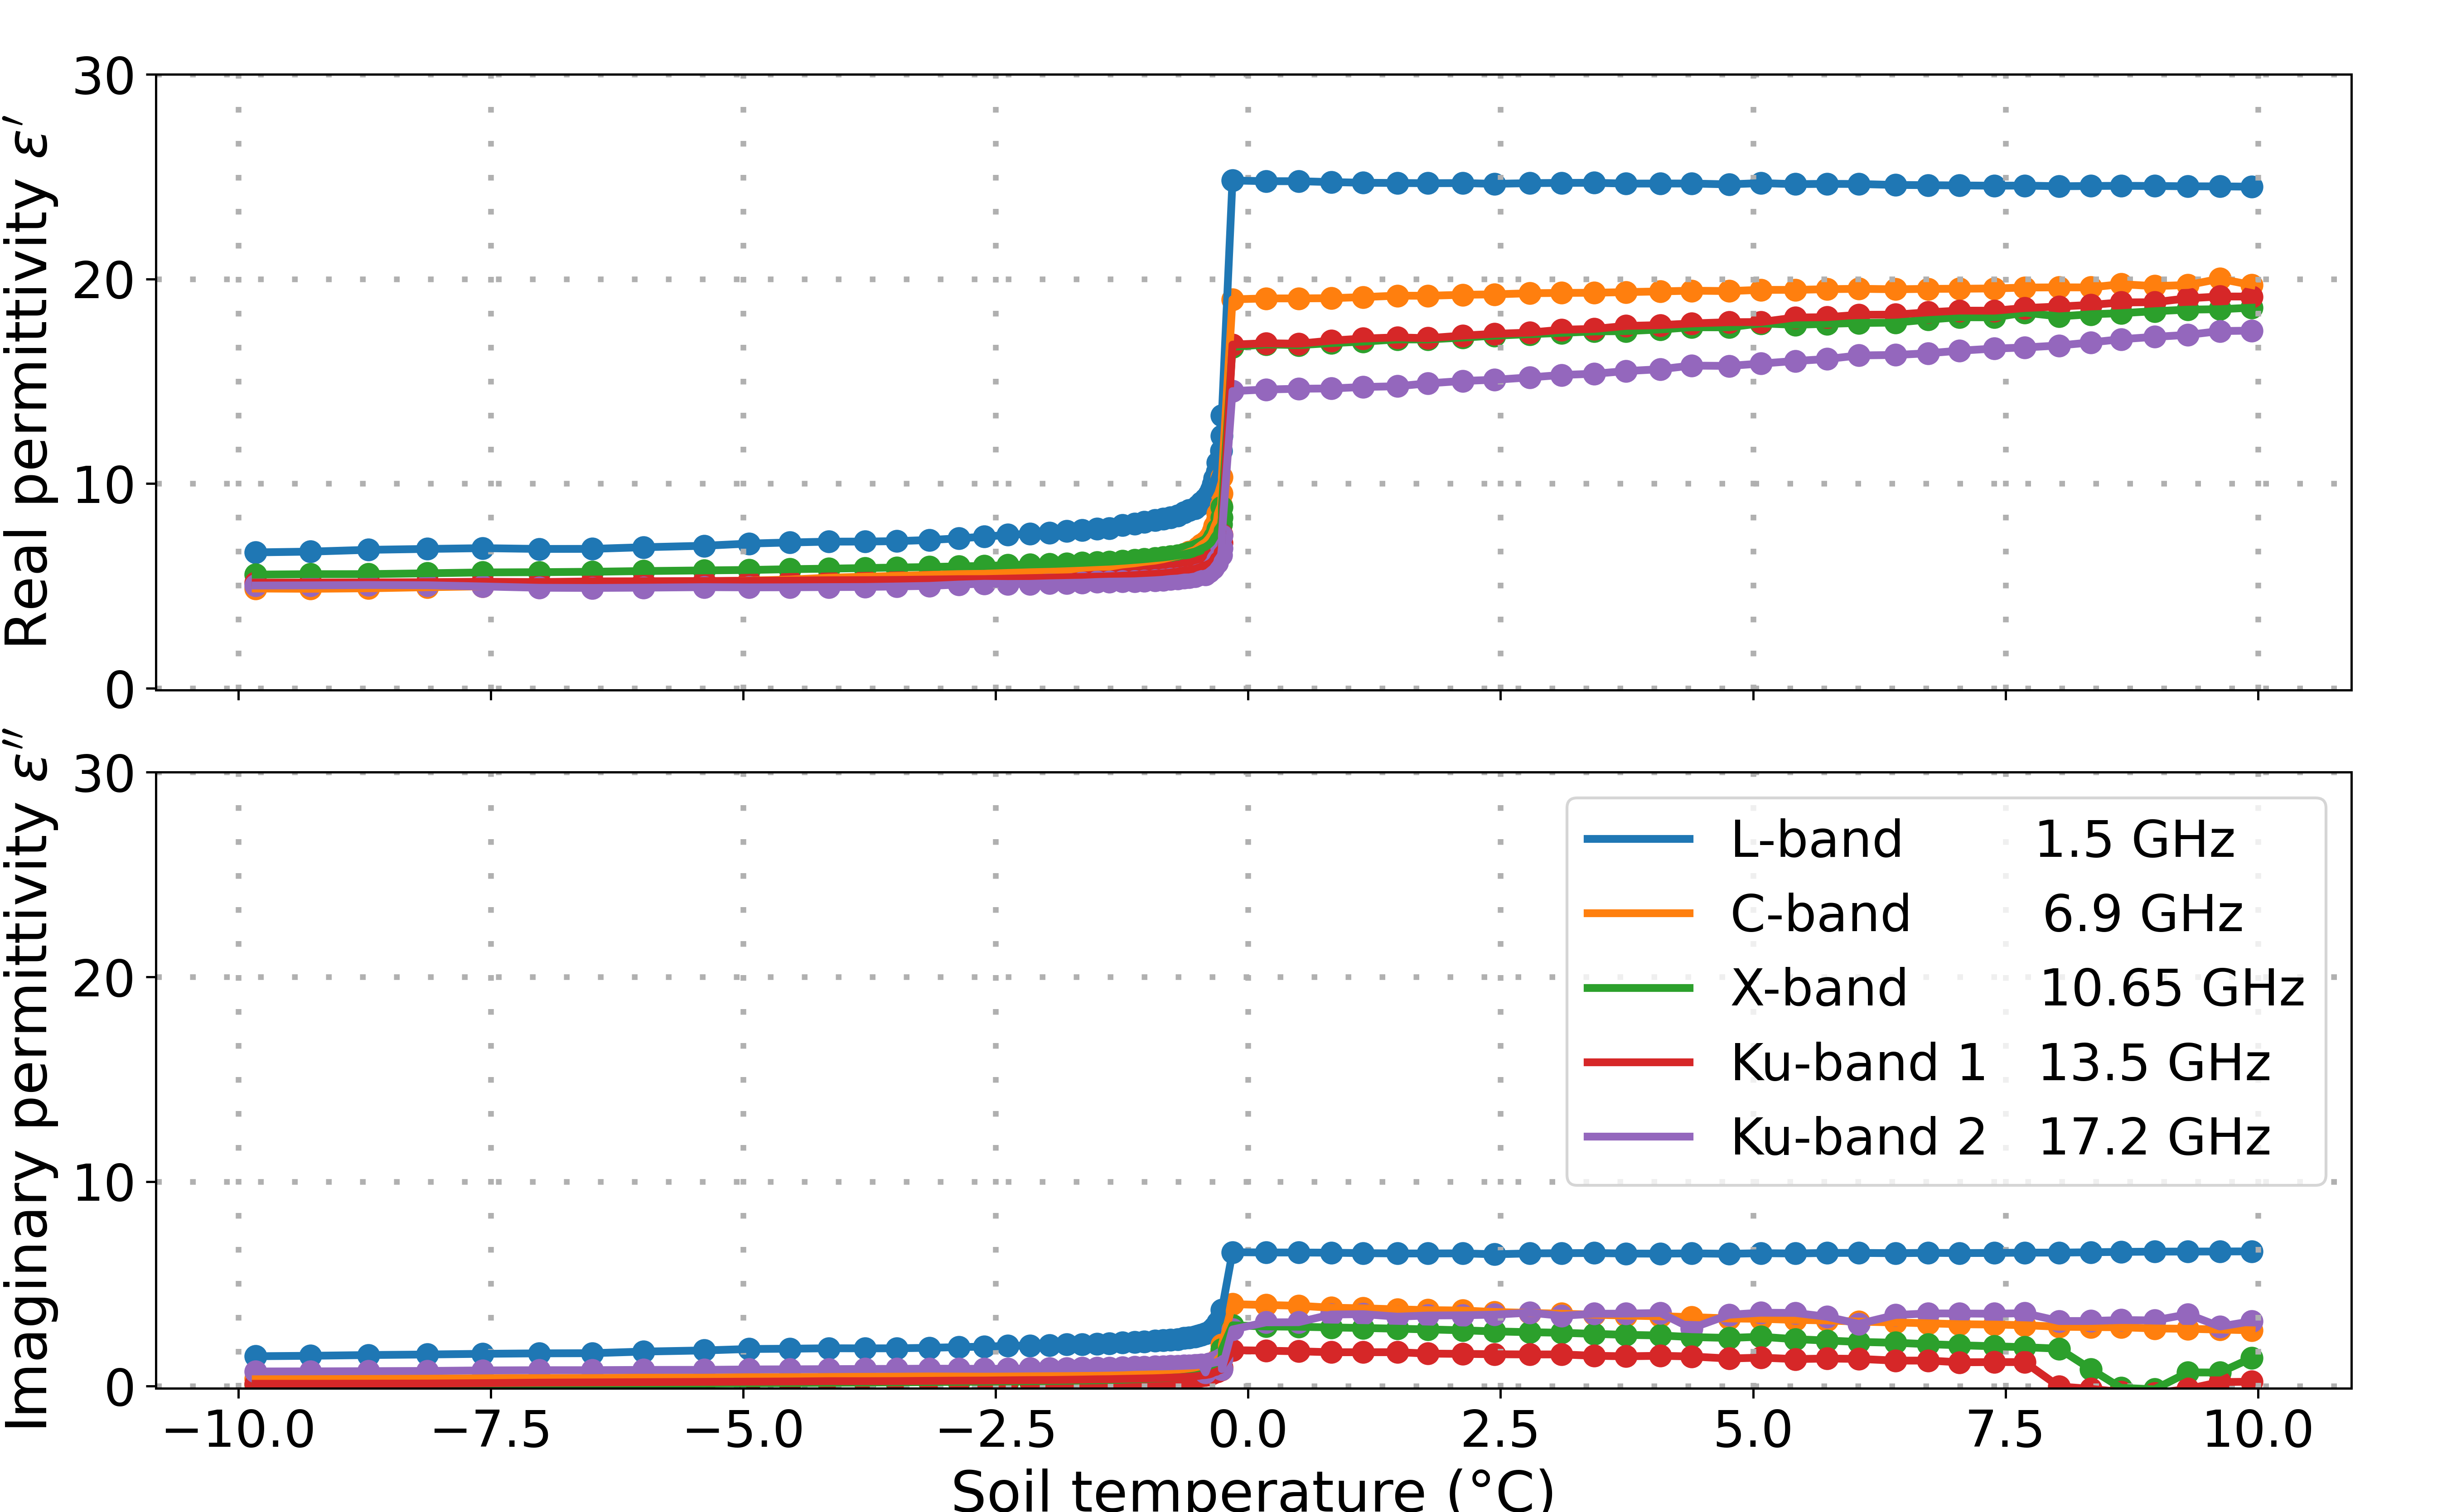 30
20
10
0
Real permittivity ε′
30
20
10
0
Imaginary permittivity ε″
L-band 1.5 GHz
C-band 6.9 GHz
X-band 10.65 GHz
Ku-band 1 13.5 GHz
Ku-band 2 17.2 GHz
−10.0 −7.5 −5.0 −2.5 0.0 2.5 5.0 7.5 10.0
Soil temperature (°C)